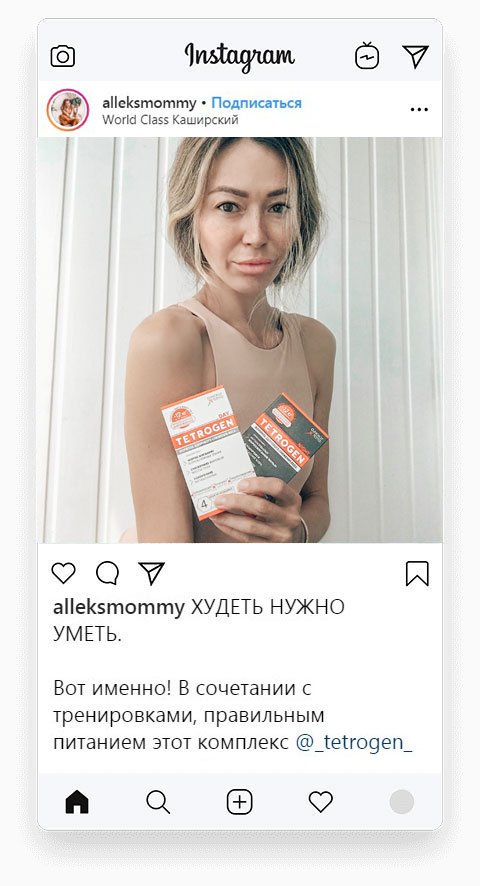 Instagram
alleksmommy • Подписаться
World Class Каширский
DAY
TETROGEN
4
TETROGEN
alleksmommy ХУДЕТЬ НУЖНО
УМЕТЬ.
Вот именно! В сочетании с
тренировками, правильным
питанием этот комплекс @_tetrogen_